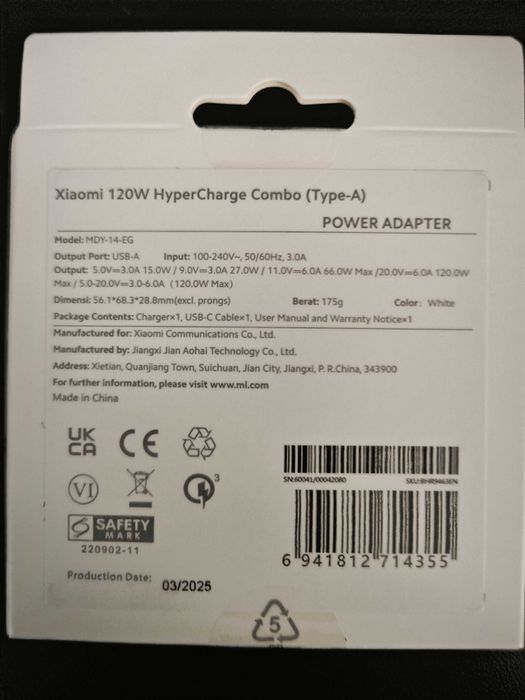 Xiaomi 120W HyperCharge Combo (Type-A)
POWER ADAPTER
Model: MDY-14-EG
Output Port: USB-A Input: 100-240V~, 50/60Hz, 3.0A
Output: 5.0V⎓3.0A 15.0W / 9.0V⎓3.0A 27.0W / 11.0V⎓6.0A 66.0W Max /20.0V⎓6.0A 120.0W
Max / 5.0-20.0V⎓3.0-6.0A (120.0W Max)
Dimensi: 56.1*68.3*28.8mm(excl. prongs) Berat: 175g Color: White
Package Contents: Charger×1, USB-C Cable×1, User Manual and Warranty Notice×1
Manufactured for: Xiaomi Communications Co., Ltd.
Manufactured by: Jiangxi Jian Aohai Technology Co., Ltd.
Address: Xietian, Quanjiang Town, Suichuan, Jian City, Jiangxi, P. R.China, 343900
For further information, please visit www.mi.com
Made in China
UK
CA CE
VI 3
SN:60041/00042080 SKU:BHR9463EN
SAFETY
MARK
220902-11
6 941812 714355
Production Date: 03/2025
5